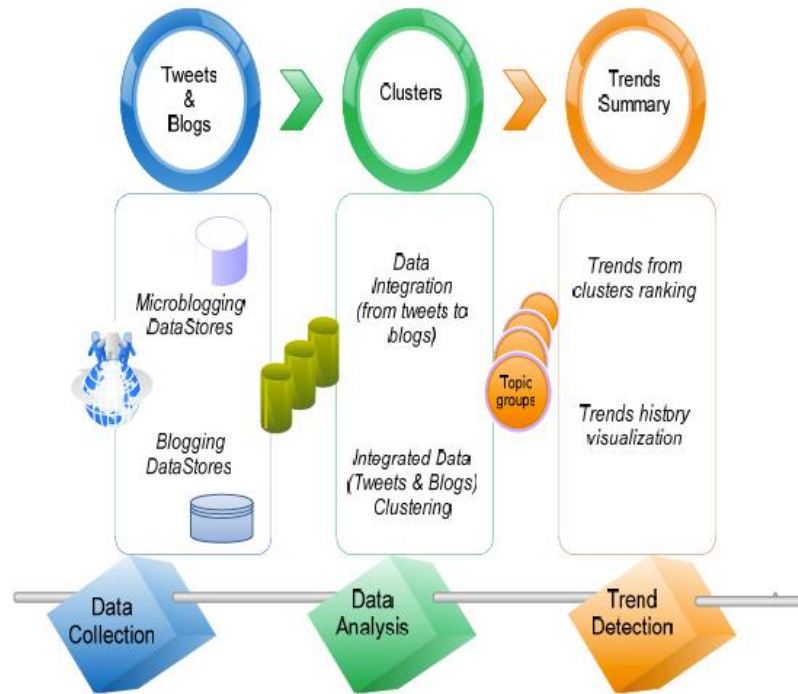 Tweets
&
Blogs
Clusters
Trends
Summary
Microblogging
DataStores
Blogging
DataStores
Data
Integration
(from tweets to
blogs)
Integrated Data
(Tweets & Blogs)
Clustering
Topic
groups
Trends from
clusters ranking
Trends history
visualization
Data
Collection
Data
Analysis
Trend
Detection